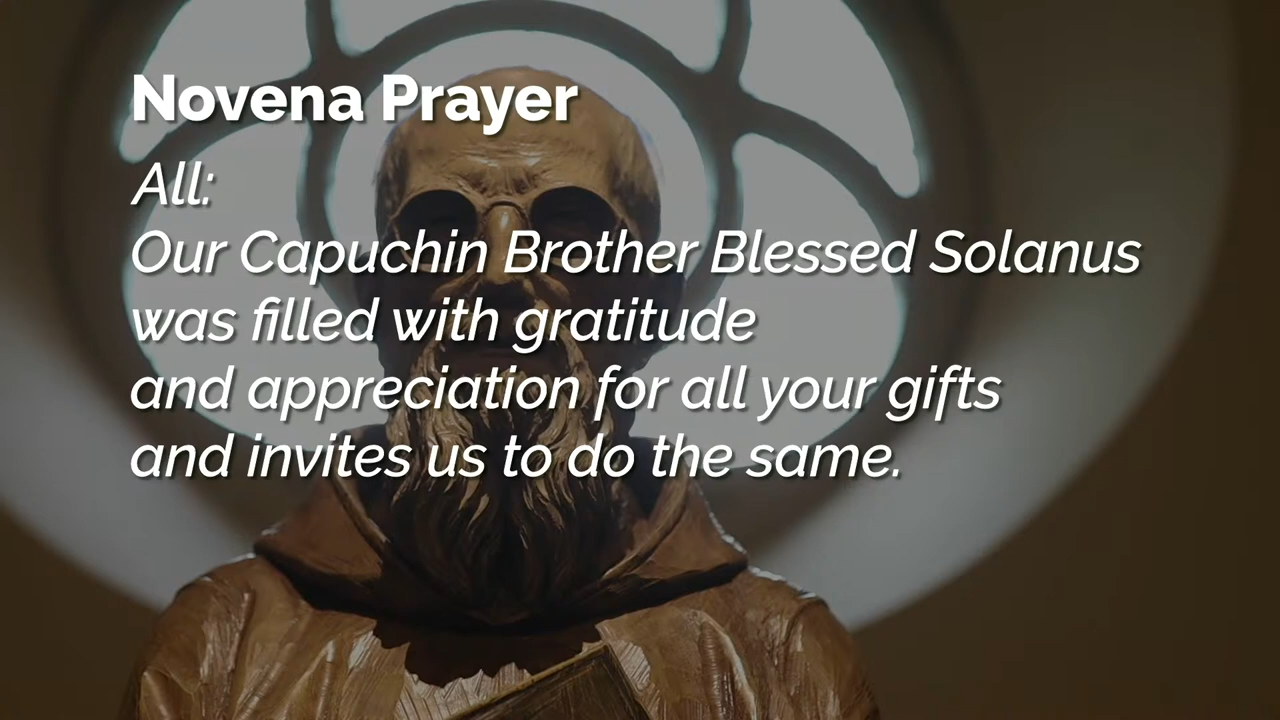 Novena Prayer
All:
Our Capuchin Brother Blessed Solanus
was filled with gratitude
and appreciation for all your gifts
and invites us to do the same.